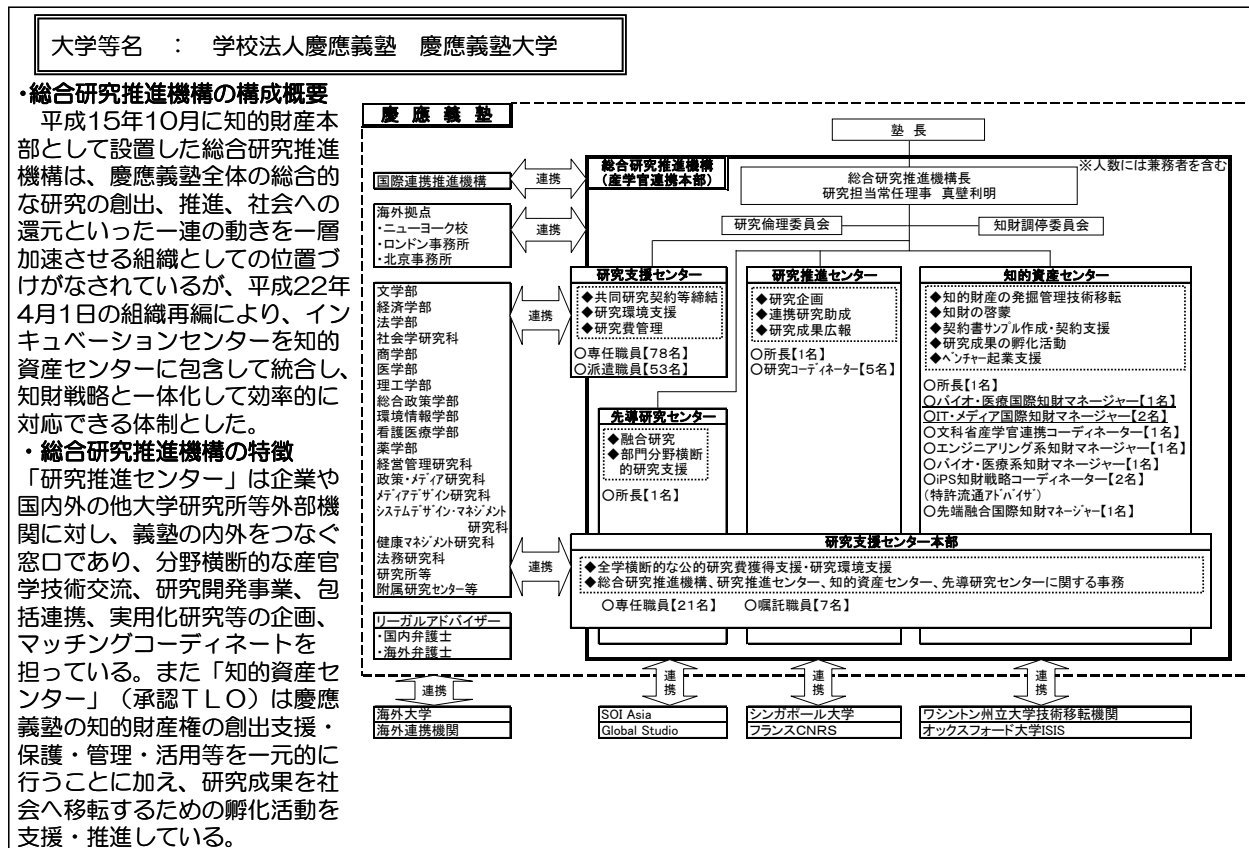 大学等名 ： 学校法人慶應義塾 慶應義塾大学
・総合研究推進機構の構成概要
平成15年10月に知的財産本
部として設置した総合研究推進
機構は、慶應義塾全体の総合的
な研究の創出、推進、社会への
還元といった一連の動きを一層
加速させる組織としての位置づ
けがなされているが、平成22年
4月1日の組織再編により、イン
キュベーションセンターを知的
資産センターに包含して統合し、
知財戦略と一体化して効率的に
対応できる体制とした。
・総合研究推進機構の特徴
「研究推進センター」は企業や
国内外の他大学研究所等外部機
関に対し、義塾の内外をつなぐ
窓口であり、分野横断的な産官
学技術交流、研究開発事業、包
括連携、実用化研究等の企画、
マッチングコーディネートを
担っている。また「知的資産セ
ンター」（承認TLO）は慶應
義塾の知的財産権の創出支援・
保護・管理・活用等を一元的に
行うことに加え、研究成果を社
会へ移転するための孵化活動を
支援・推進している。
慶應義塾
塾長
国際連携推進機構
連携
総合研究推進機構
（産学官連携本部）
総合研究推進機構長
研究担当常任理事 真壁利明
※人数には兼務者を含む
海外拠点
・ニューヨーク校
・ロンドン事務所
・北京事務所
連携
研究倫理委員会
知財調停委員会
文学部
経済学部
法学部
社会学研究科
商学部
医学部
理工学部
総合政策学部
環境情報学部
看護医療学部
薬学部
経営管理研究科
政策・メディア研究科
メディアデザイン研究科
システムデザイン・マネジメント
研究科
健康マネジメント研究科
法務研究科
研究所等
附属研究センター等
連携
連携
リーガルアドバイザー
・国内弁護士
・海外弁護士
研究支援センター
◆共同研究契約等締結
◆研究環境支援
◆研究費管理
○専任職員【78名】
○派遣職員【53名】
先導研究センター
◆融合研究
◆部門分野横断
的研究支援
○所長【1名】
研究推進センター
◆研究企画
◆連携研究助成
◆研究成果広報
○所長【1名】
○研究コーディネーター【5名】
知的資産センター
◆知的財産の発掘管理技術移転
◆知財の啓蒙
◆契約書サンプル作成・契約支援
◆研究成果の孵化活動
◆ベンチャー起業支援
○所長【1名】
○バイオ・医療国際知財マネージャー【1名】
○IT・メディア国際知財マネージャー【2名】
○文科省産学官連携コーディネーター【1名】
○エンジニアリング系知財マネージャー【1名】
○バイオ・医療系知財マネージャー【1名】
○iPS知財戦略コーディネーター【2名】
（特許流通アドバイザ）
○先端融合国際知財マネージャー【1名】
研究支援センター本部
◆全学横断的な公的研究費獲得支援・研究環境支援
◆総合研究推進機構、研究推進センター、知的資産センター、先導研究センターに関する事務
○専任職員【21名】 ○嘱託職員【7名】
連携
連携
連携
連携
海外大学
海外連携機関
SOI Asia
Global Studio
シンガポール大学
フランスCNRS
ワシントン州立大学技術移転機関
オックスフォード大学ISIS